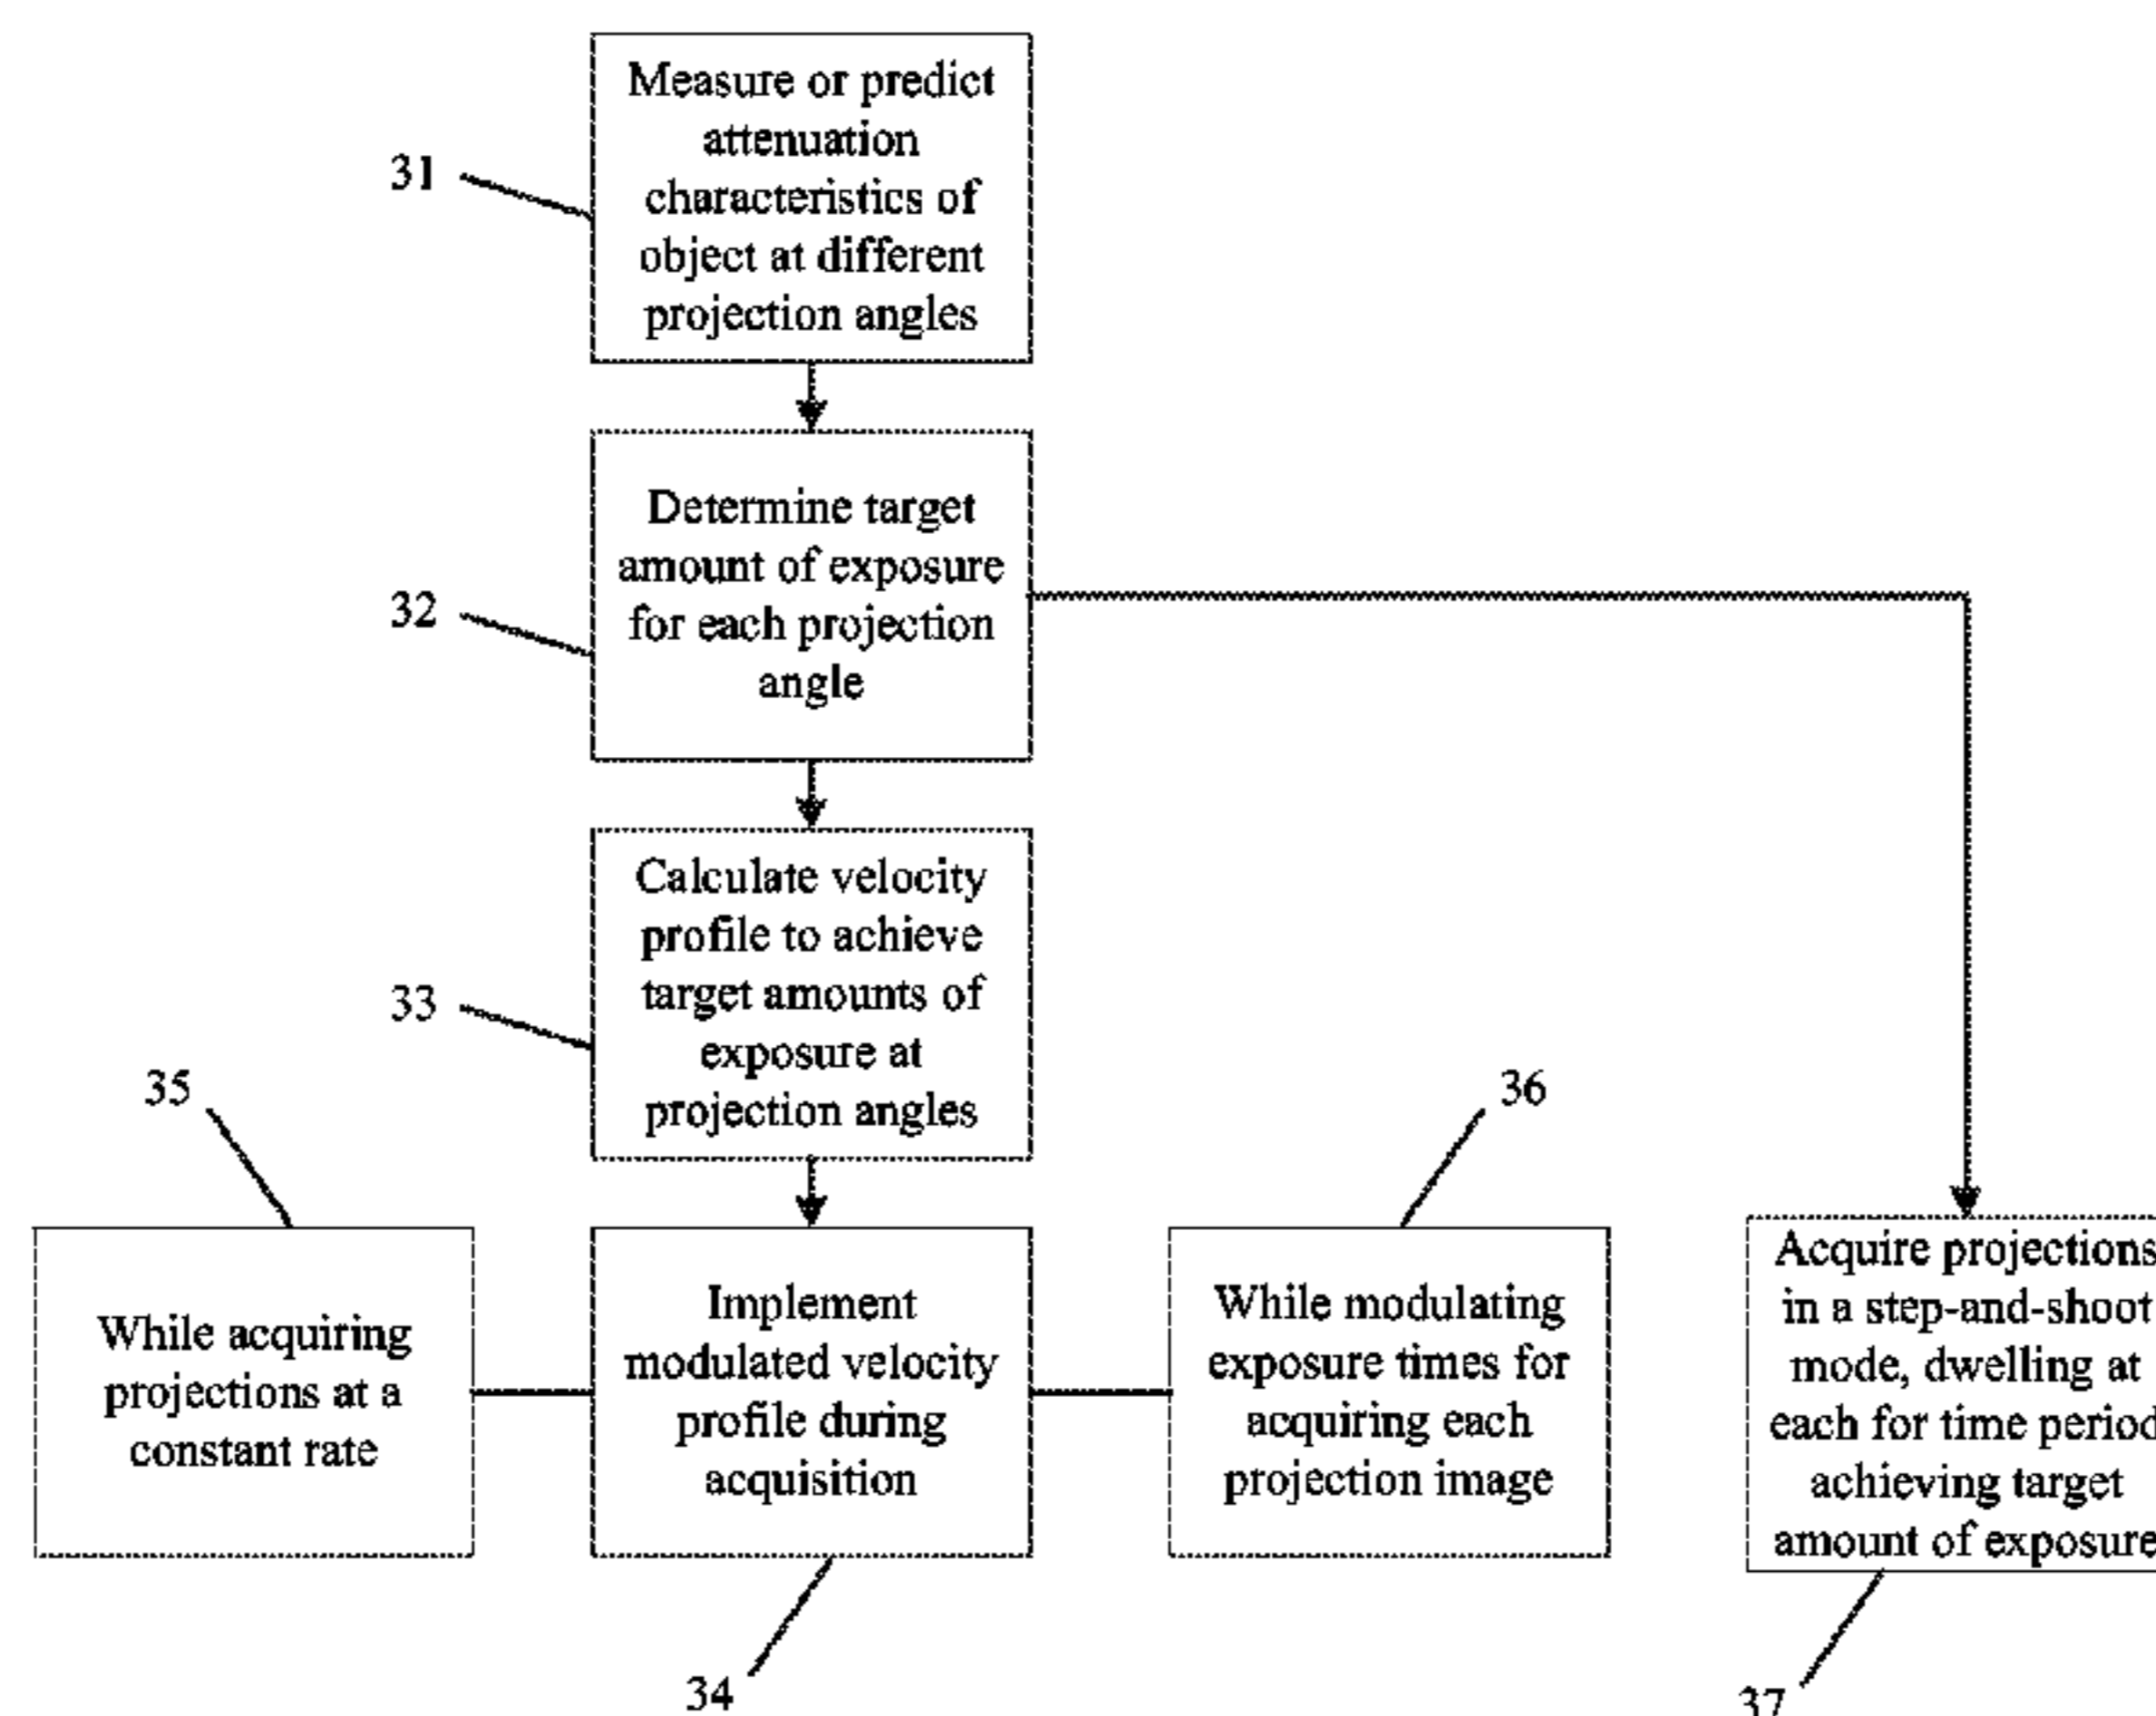 Measure or predict
attenuation
characteristics of
object at different
projection angles
31
Determine target
amount of exposure
for each projection
angle
32
Calculate velocity
profile to achieve
target amounts of
exposure at
projection angles
33
35
36
While acquiring
projections at a
constant rate
Implement
modulated velocity
profile during
acquisition
While modulating
exposure times for
acquiring each
projection image
Acquire projections
in a step-and-shoot
mode, dwelling at
each for time period
achieving target
amount of exposure
34
37